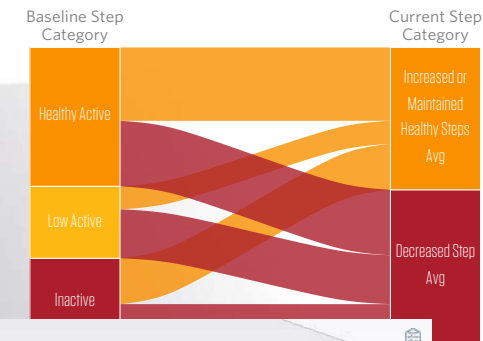 Baseline Step
Category
Current Step
Category
Healthy Active
Low Active
Inactive
Increased or
Maintained
Healthy Steps
Avg
Decreased Step
Avg